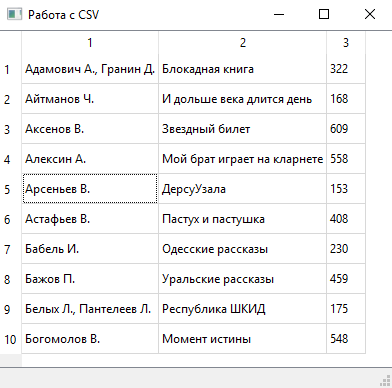 Работа с CSV
1 2 3
1 Адамович А., Гранин Д. Блокадная книга 322
2 Айтманов Ч. И дольше века длится день 168
3 Аксенов В. Звездный билет 609
4 Алексин А. Мой брат играет на кларнете 558
5 Арсеньев В. ДерсуУзала 153
6 Астафьев В. Пастух и пастушка 408
7 Бабель И. Одесские рассказы 230
8 Бажов П. Уральские рассказы 459
9 Белых Л., Пантелеев Л. Республика ШКИД 175
10 Богомолов В. Момент истины 548